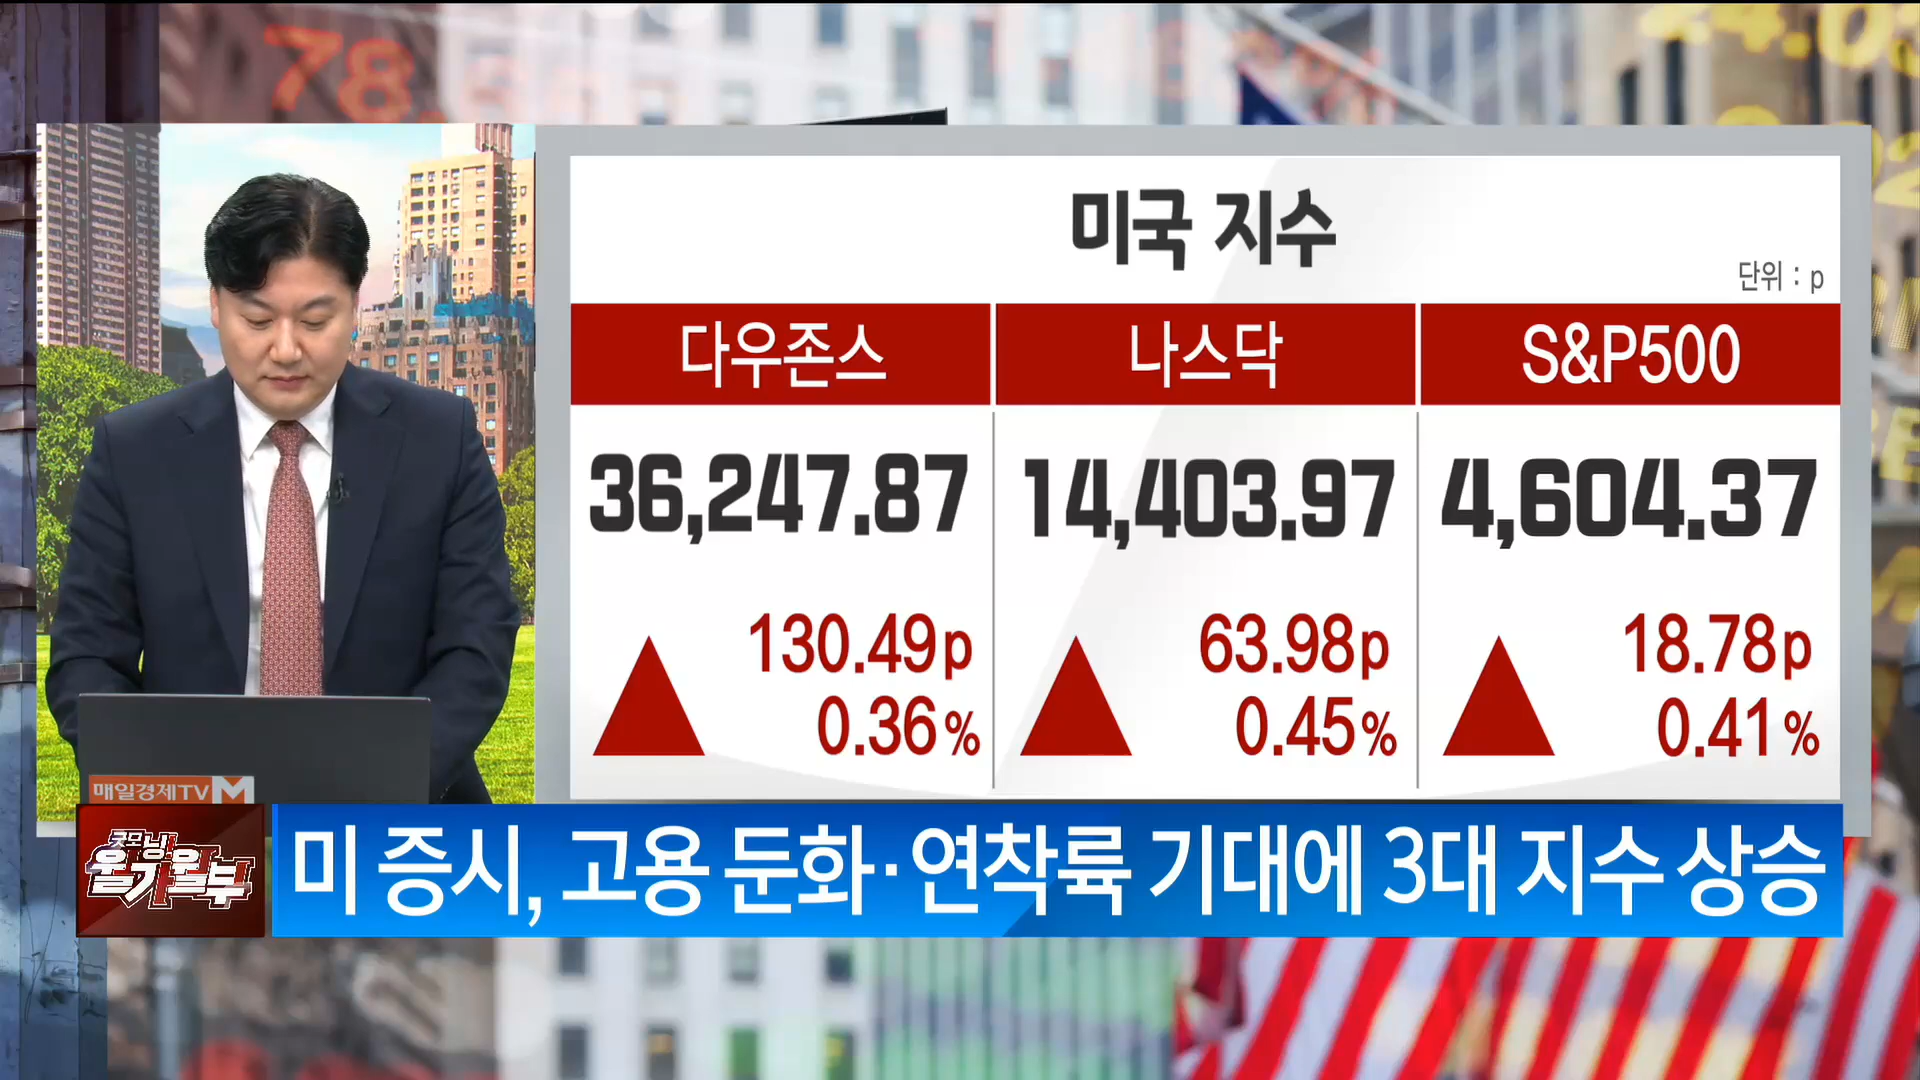 미국 지수
단위 : p
다우존스
나스닥
S&P500
36,247.87
14,403.97
4,604.37
130.49p
0.36%
63.98p
0.45%
18.78p
0.41%
매일경제TV M
굿모닝
월가월부
미 증시, 고용 둔화·연착륙 기대에 3대 지수 상승